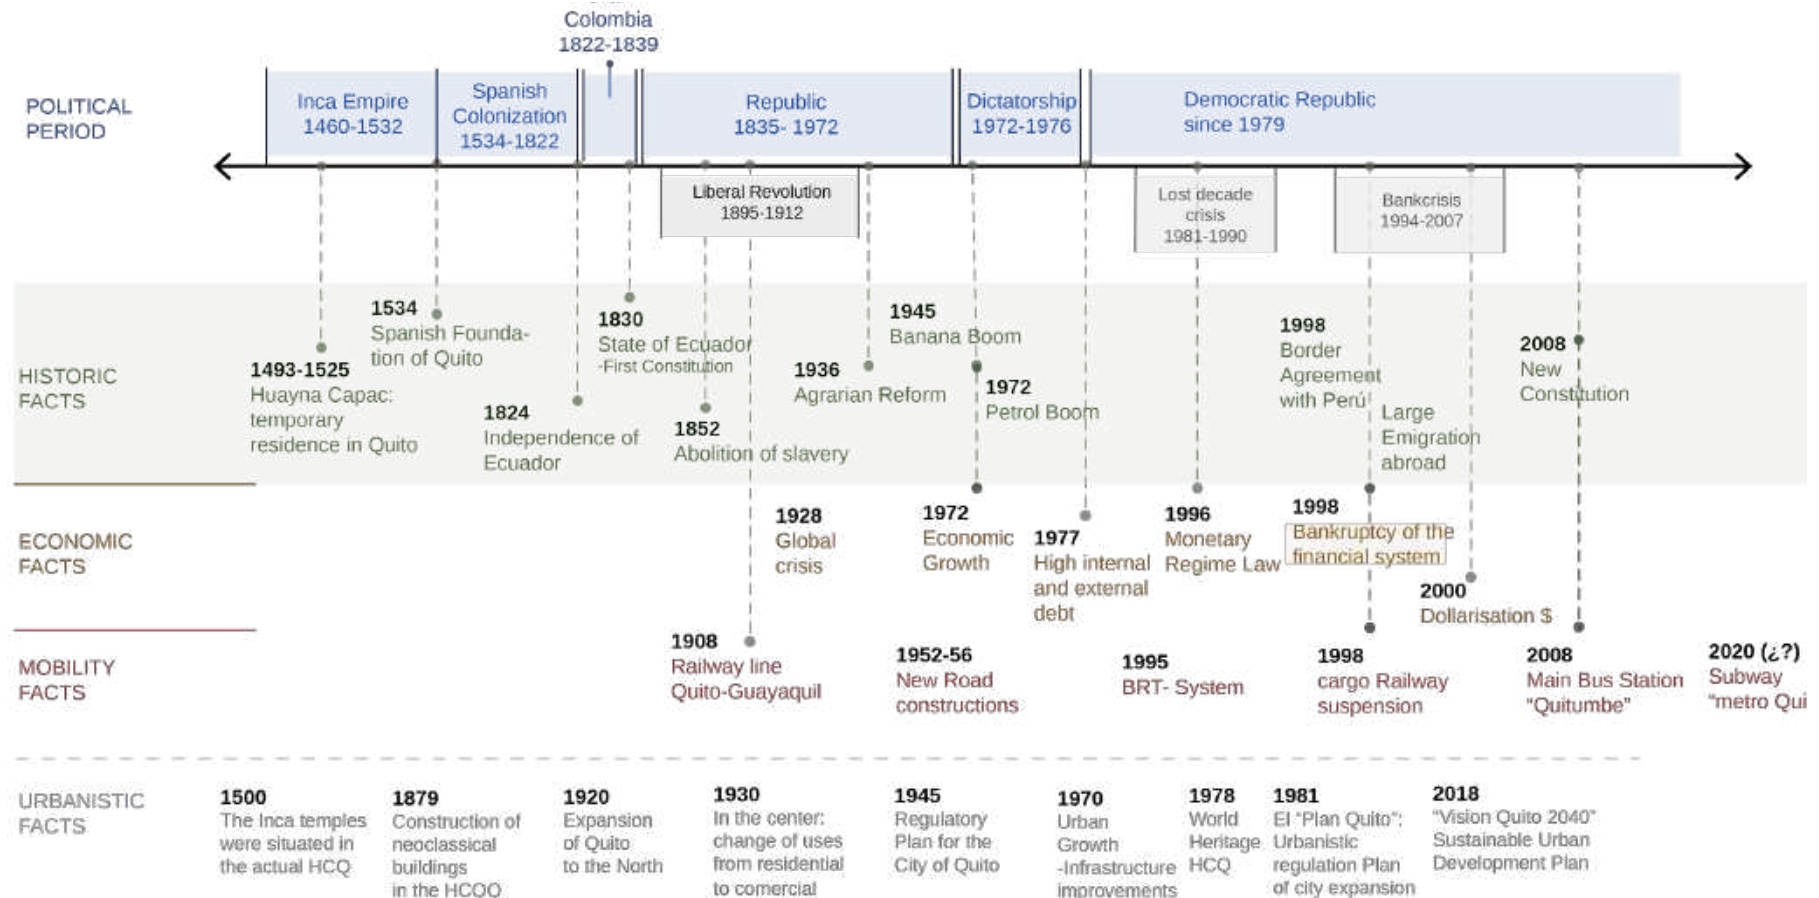 Colombia
1822-1839
POLITICAL
PERIOD
Inca Empire
1460-1532
Spanish
Colonization
1534-1822
Republic
1835- 1972
Dictatorship
1972-1976
Democratic Republic
since 1979
Liberal Revolution
1895-1912
Lost decade
crisis
1981-1990
Bankcrisis
1994-2007
HISTORIC
FACTS
1493-1525
Huayna Capac:
temporary
residence in Quito
1534
Spanish Founda-
tion of Quito
1824
Independence of
Ecuador
1830
State of Ecuador
-First Constitution
1852
Abolition of slavery
1936
Agrarian Reform
1945
Banana Boom
1972
Petrol Boom
1998
Border
Agreement
with Perú
Large
Emigration
abroad
2008
New
Constitution
ECONOMIC
FACTS
1928
Global
crisis
1972
Economic
Growth
1977
High internal
and external
debt
1996
Monetary
Regime Law
1998
Bankruptcy of the
financial system
2000
Dollarisation $
MOBILITY
FACTS
1908
Railway line
Quito-Guayaquil
1952-56
New Road
constructions
1995
BRT- System
1998
cargo Railway
suspension
2008
Main Bus Station
“Quitumbe”
2020 (¿?)
Subway
“metro Qui
URBANISTIC
FACTS
1500
The Inca temples
were situated in
the actual HCQ
1879
Construction of
neoclassical
buildings
in the HCOO
1920
Expansion
of Quito
to the North
1930
In the center:
change of uses
from residential
to comercial
1945
Regulatory
Plan for the
City of Quito
1970
Urban
Growth
-Infrastructure
improvements
1978
World
Heritage
HCQ
1981
El “Plan Quito”:
Urbanistic
regulation Plan
of city expansion
2018
“Vision Quito 2040”
Sustainable Urban
Development Plan